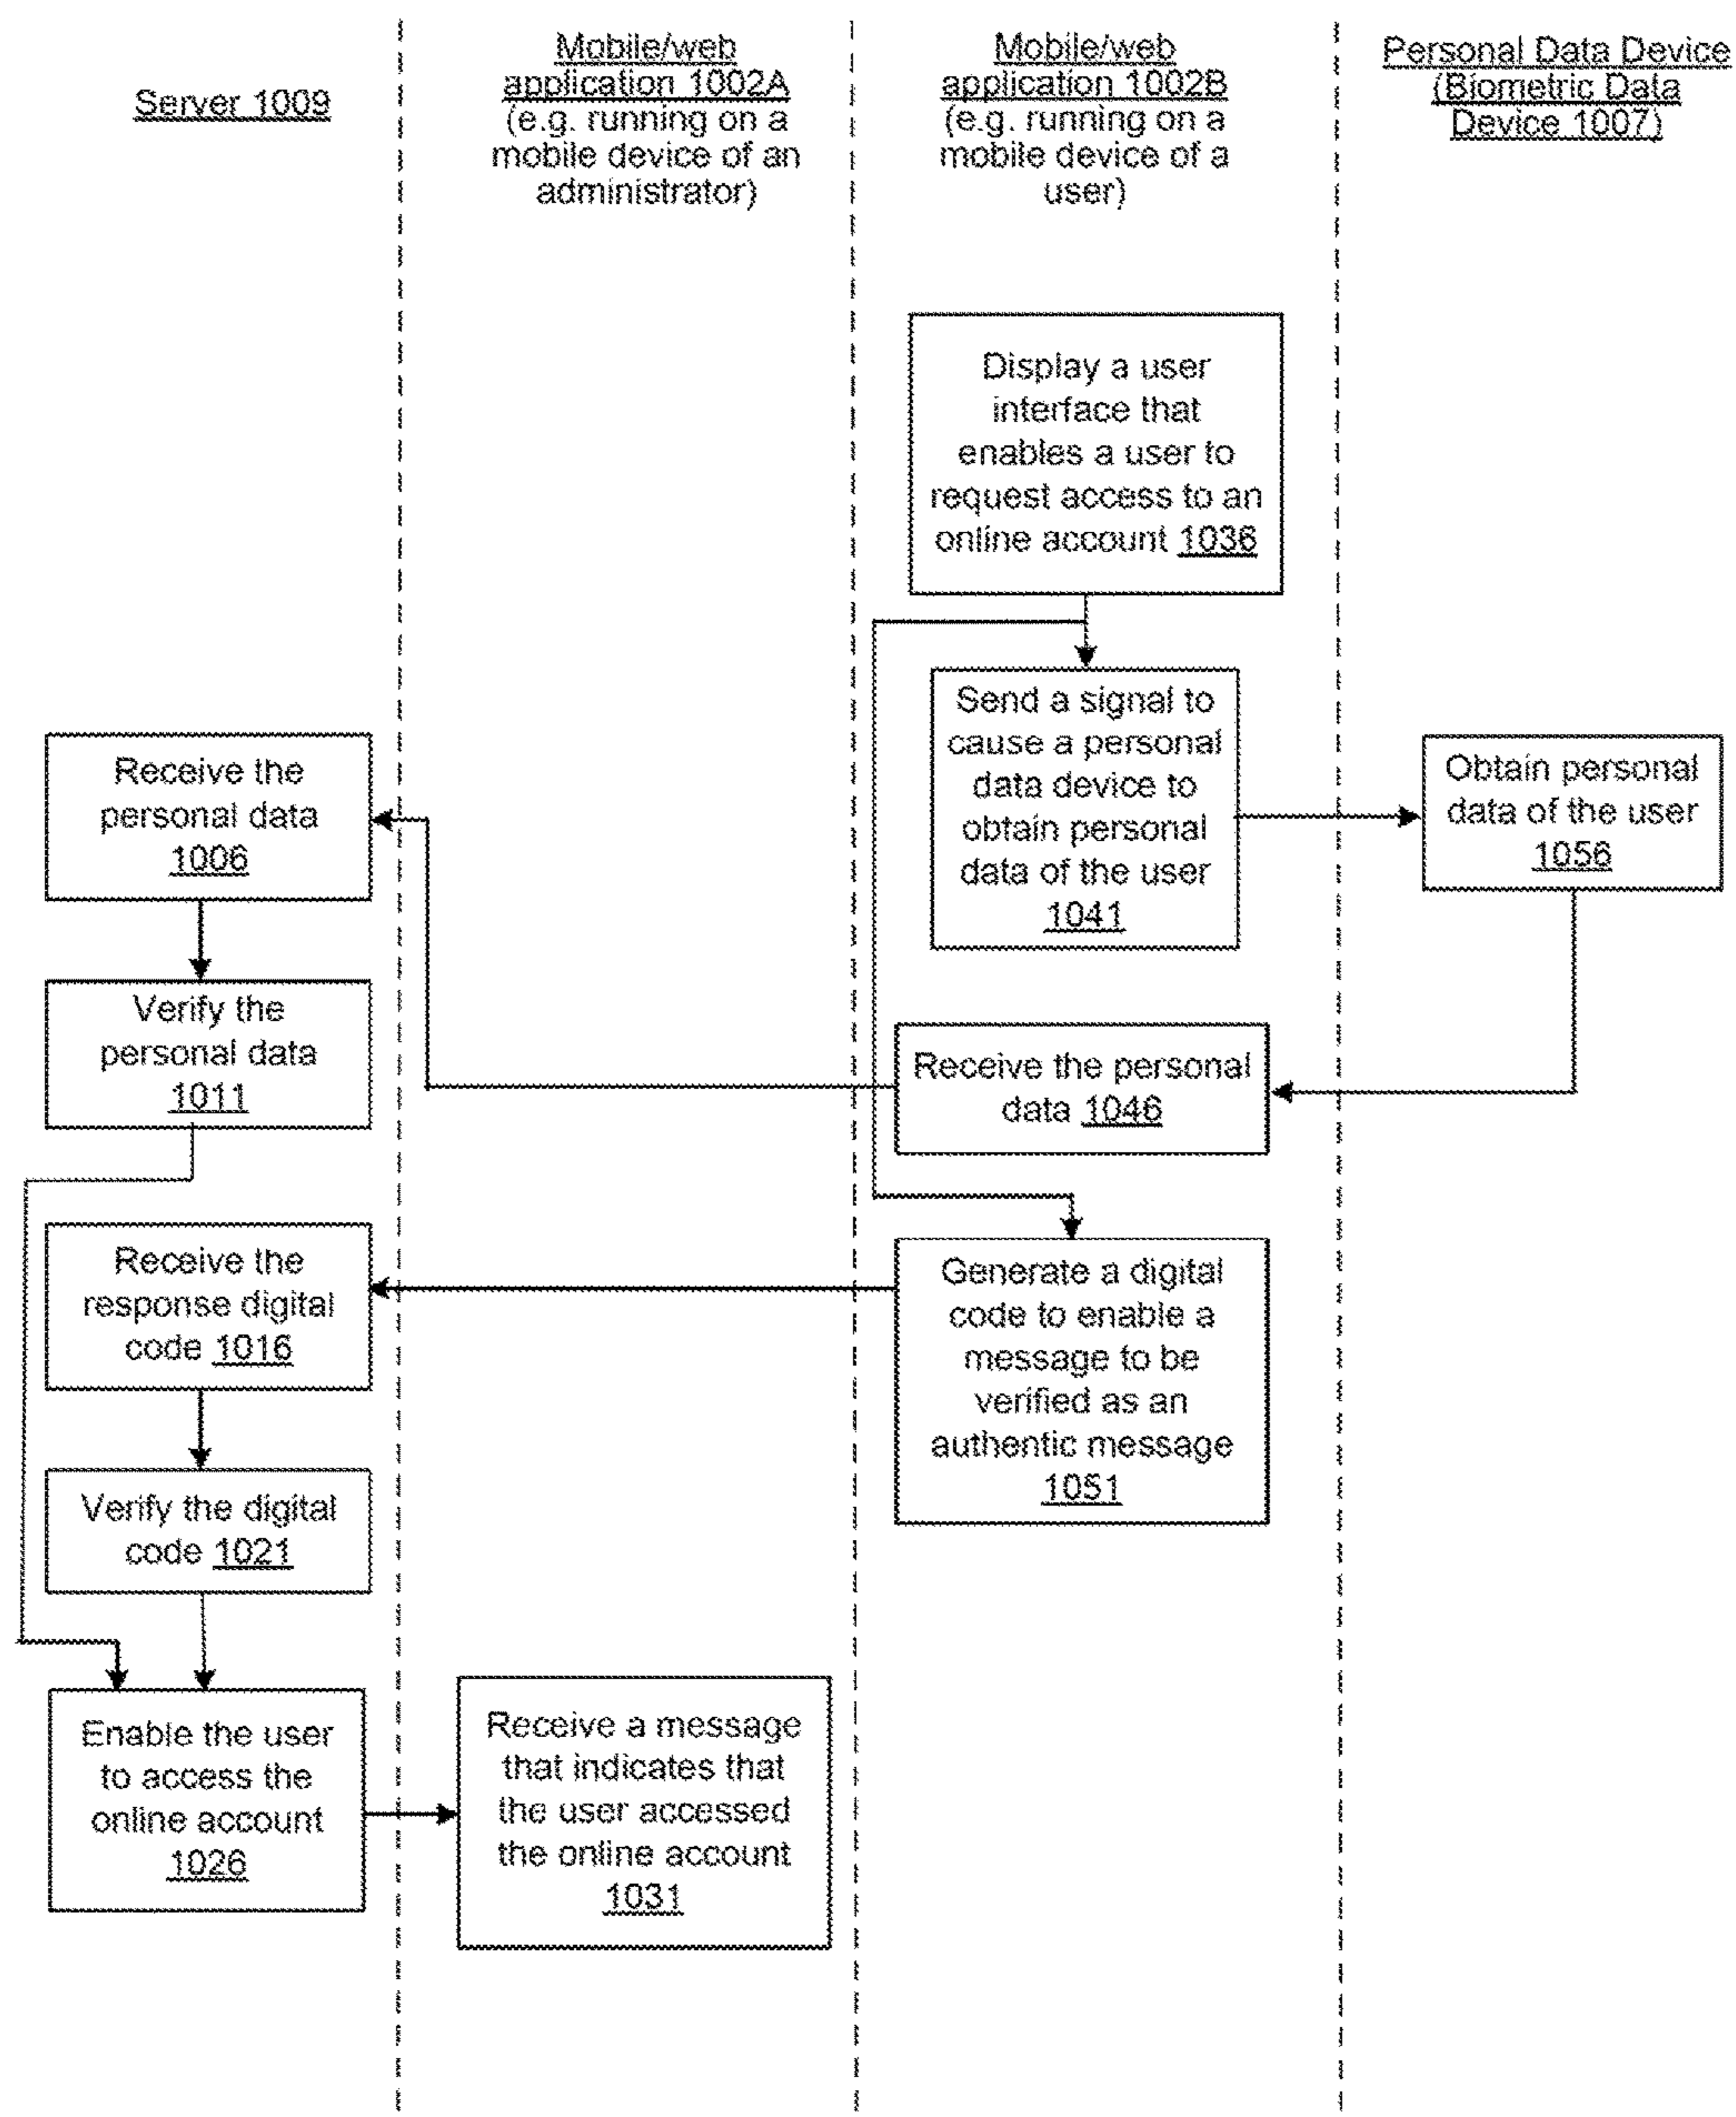 Server 1009
Mobile/web
application 1002A
(e.g. running on a
mobile device of an
administrator)
Mobile/web
application 1002B
(e.g. running on a
mobile device of a
user)
Personal Data Device
(Biometric Data
Device 1007)
Display a user
interface that
enables a user to
request access to an
online account 1036
Send a signal to
cause a personal
data device to
obtain personal
data of the user
1041
Obtain personal
data of the user
1056
Receive the
personal data
1006
Verify the
personal data
1011
Receive the personal
data 1046
Receive the
response digital
code 1016
Generate a digital
code to enable a
message to be
verified as an
authentic message
1051
Verify the digital
code 1021
Enable the user
to access the
online account
1026
Receive a message
that indicates that
the user accessed
the online account
1031